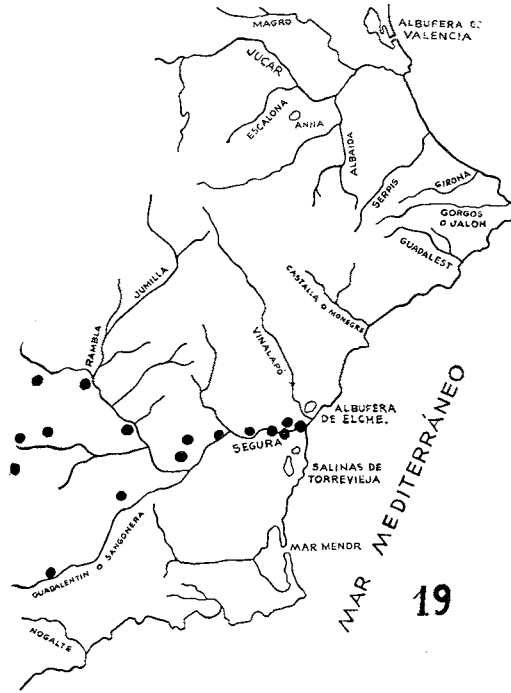 MAGRO
ALBUFERA DE
VALENCIA
JUCAR
ESCALONA
ANNA
ALBAIDA
SERPIS
GIRONA
GORGOS
O JALON
GUADALEST
CASTALLA O MONEGRE
JUMILLA
RAMBLA
VINALAPÓ
ALBUFERA
DE ELCHE.
SEGURA
SALINAS DE
TORREVIEJA
MAR MEDITERRÁNEO
MAR MENOR
GUADALENTIN O SANGONERA
NOGALTE
19